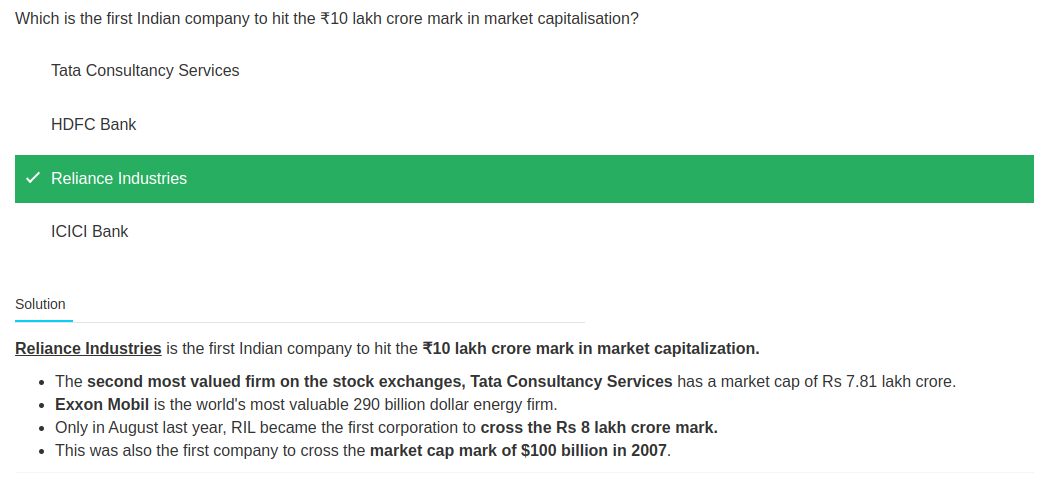 Which is the first Indian company to hit the ₹10 lakh crore mark in market capitalisation?
Tata Consultancy Services
HDFC Bank
Reliance Industries
ICICI Bank
Solution
Reliance Industries is the first Indian company to hit the ₹10 lakh crore mark in market capitalization.
The second most valued firm on the stock exchanges, Tata Consultancy Services has a market cap of Rs 7.81 lakh crore.
Exxon Mobil is the world's most valuable 290 billion dollar energy firm.
Only in August last year, RIL became the first corporation to cross the Rs 8 lakh crore mark.
This was also the first company to cross the market cap mark of $100 billion in 2007.